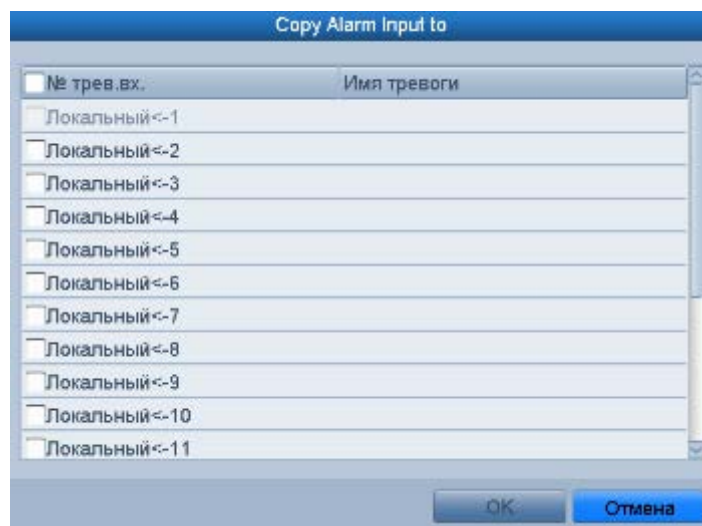 Copy Alarm Input to
№ трев.вх. Имя тревоги
Локальный<-1
Локальный<-2
Локальный<-3
Локальный<-4
Локальный<-5
Локальный<-6
Локальный<-7
Локальный<-8
Локальный<-9
Локальный<-10
Локальный<-11
OK Отмена